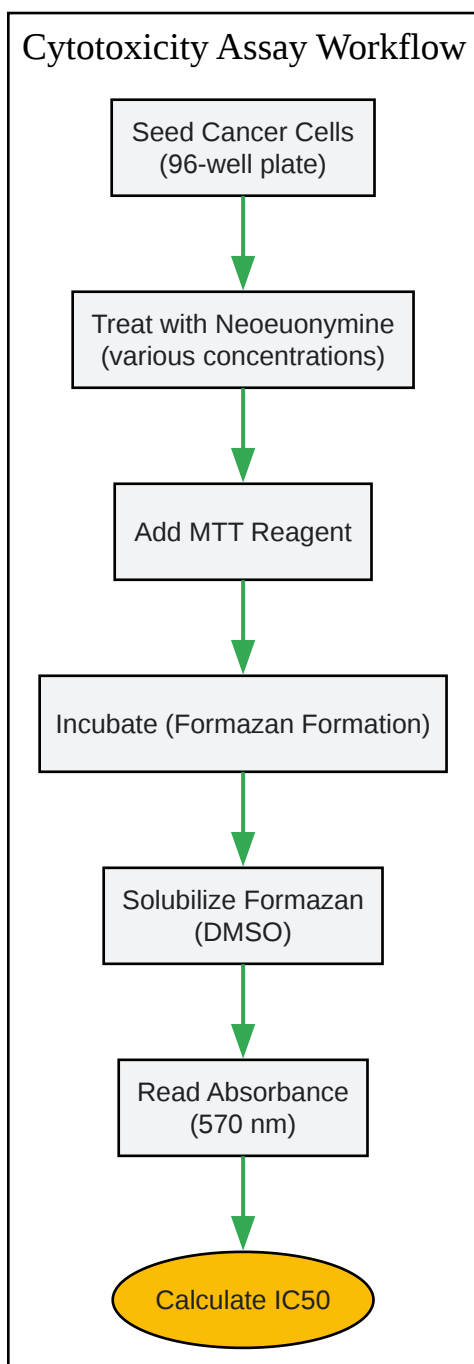 Cytotoxicity Assay Workflow
Seed Cancer Cells
(96-well plate)
Treat with Neoeuonymine
(various concentrations)
Add MTT Reagent
Incubate (Formazan Formation)
Solubilize Formazan
(DMSO)
Read Absorbance
(570 nm)
Calculate IC50